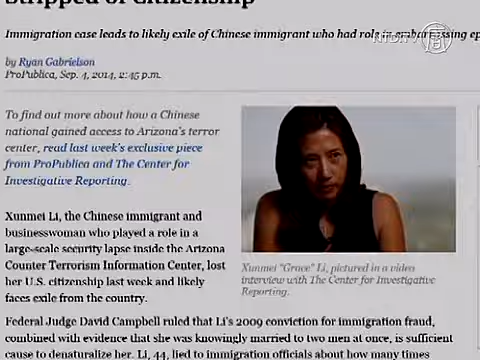 Stripped of Citizenship
Immigration case leads to likely exile of Chinese immigrant who had role in embarrassing ep
by Ryan Gabrielson
ProPublica, Sep. 4, 2014, 2:45 p.m.
To find out more about how a Chinese
national gained access to Arizona's terror
center, read last week's exclusive piece
from ProPublica and The Center for
Investigative Reporting.
Xunmei Li, the Chinese immigrant and
businesswoman who played a role in a
large-scale security lapse inside the Arizona
Counter Terrorism Information Center, lost
her U.S. citizenship last week and likely
faces exile from the country.
Xunmei "Grace" Li, pictured in a video
interview with The Center for Investigative
Reporting.
Federal Judge David Campbell ruled that Li's 2009 conviction for immigration fraud,
combined with evidence that she was knowingly married to two men at once, is sufficient
cause to denaturalize her. Li, 44, lied to immigration officials about how many times